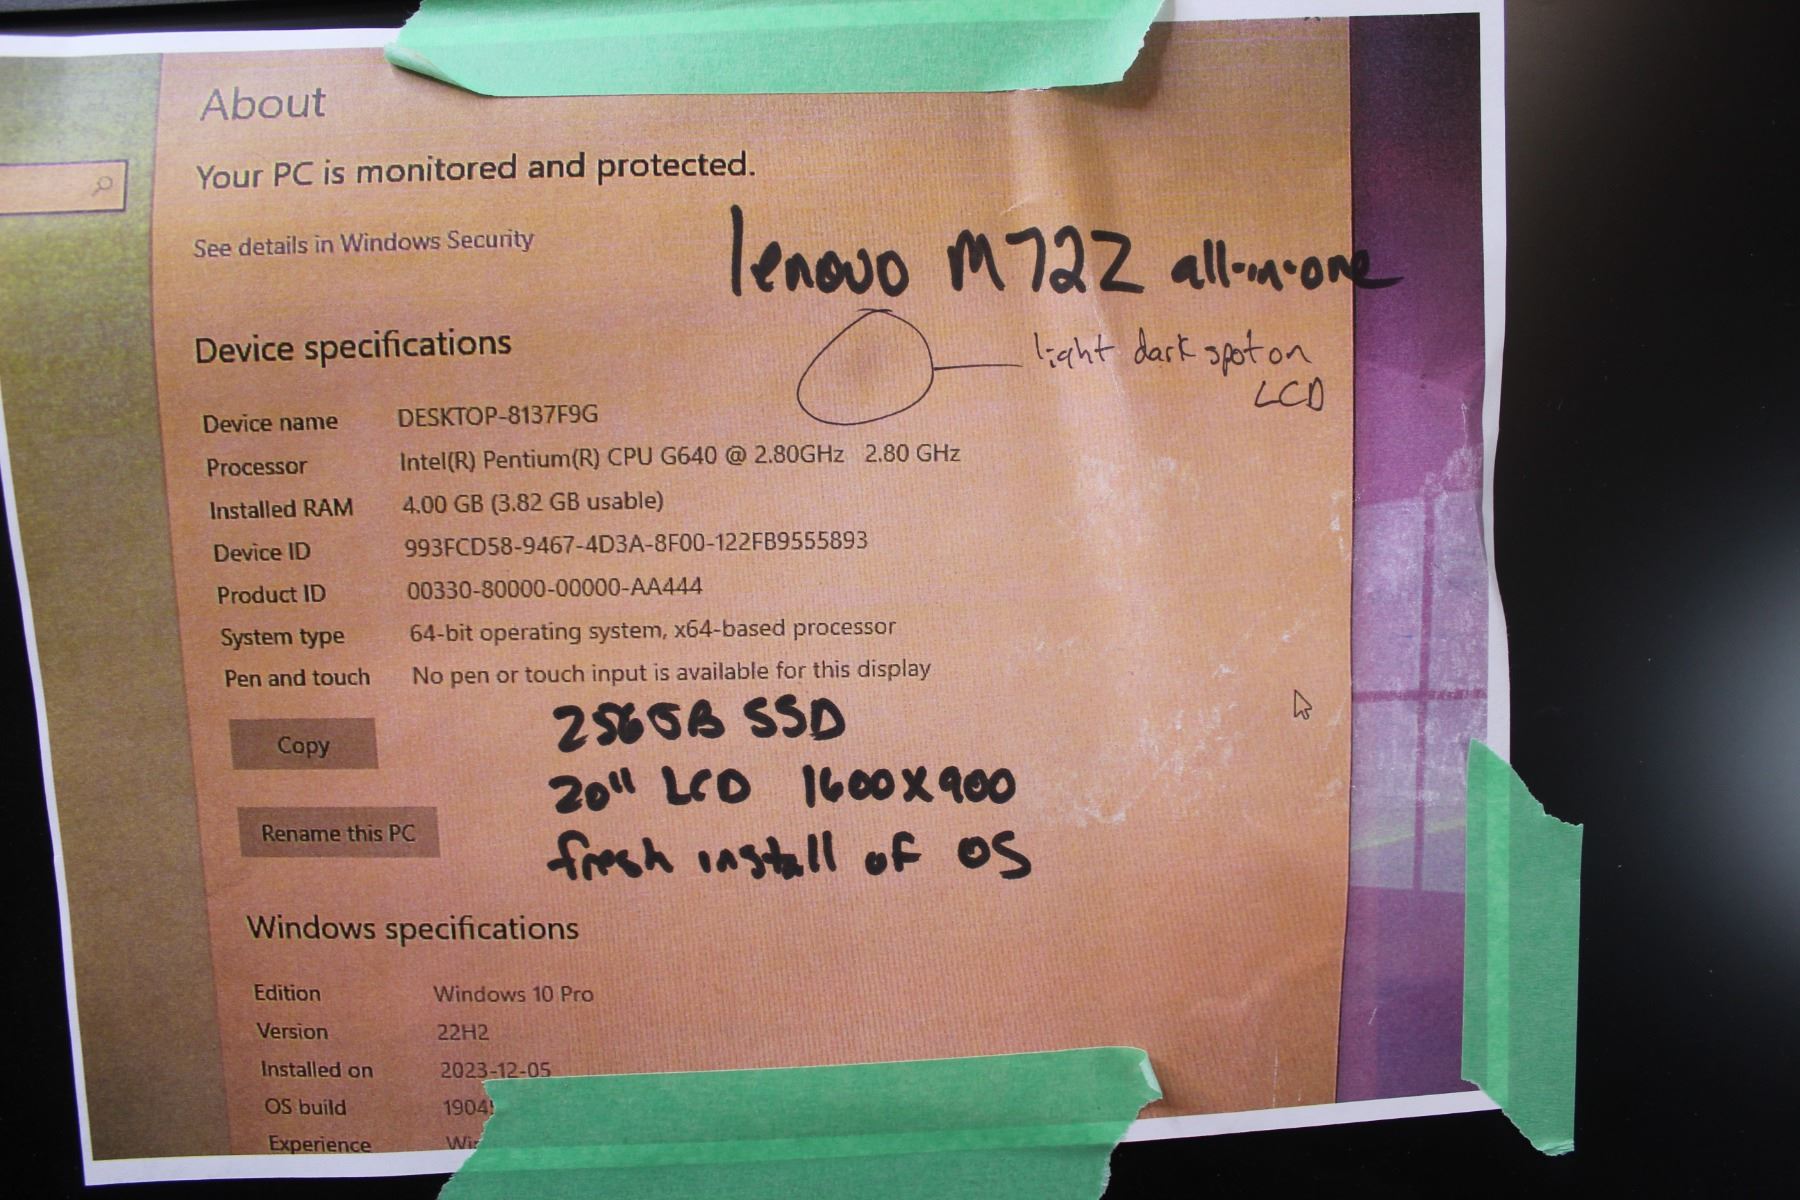 About
Your PC is monitored and protected.
See details in Windows Security
lenovo M72Z all-in-one
light dark spot on
LCD
Device specifications
Device name DESKTOP-8137F9G
Processor Intel(R) Pentium(R) CPU G640 @ 2.80GHz 2.80 GHz
Installed RAM 4.00 GB (3.82 GB usable)
Device ID 993FCD58-9467-4D3A-8F00-122FB9555893
Product ID 00330-80000-00000-AA444
System type 64-bit operating system, x64-based processor
Pen and touch No pen or touch input is available for this display
256GB SSD
Copy
20" LCD 1600X900
Rename this PC
fresh install of OS
Windows specifications
Edition Windows 10 Pro
Version 22H2
Installed on 2023-12-05
OS build
Experience